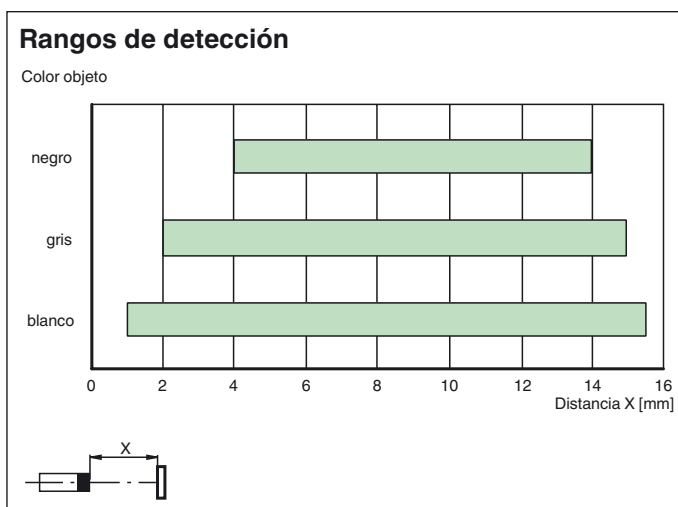 Rangos de detección
Color objeto
negro
gris
blanco
0 2 4 6 8 10 12 14 16
Distancia X [mm]
X